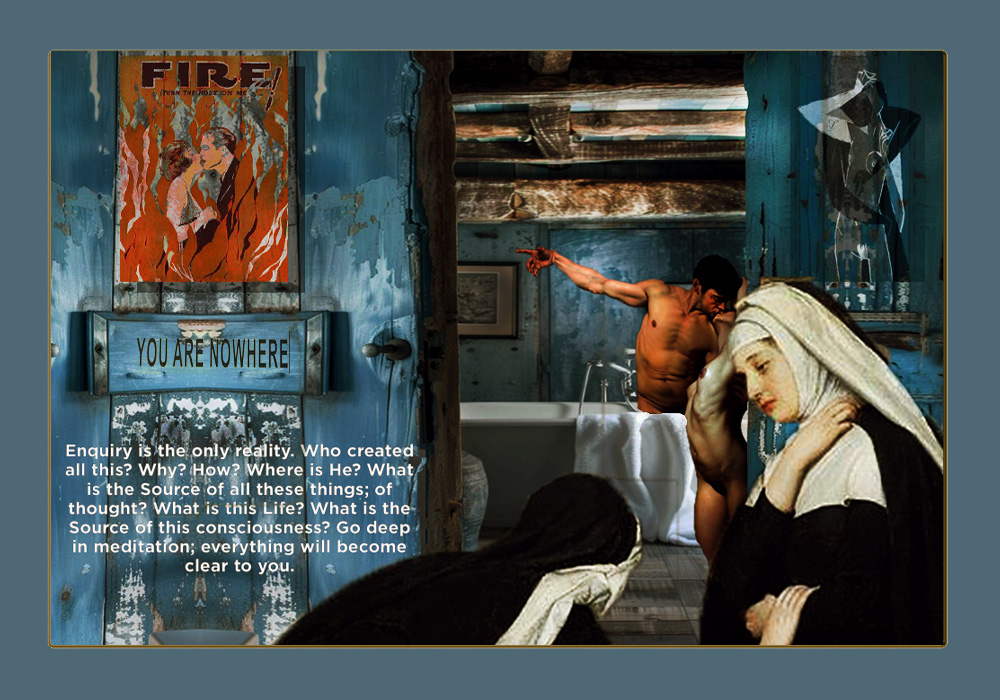 FIRE!
(TURN THE HOSE ON ME)
YOU ARE NOWHERE
Enquiry is the only reality. Who created
all this? Why? How? Where is He? What
is the Source of all these things; of
thought? What is this Life? What is the
Source of this consciousness? Go deep
in meditation; everything will become
clear to you.